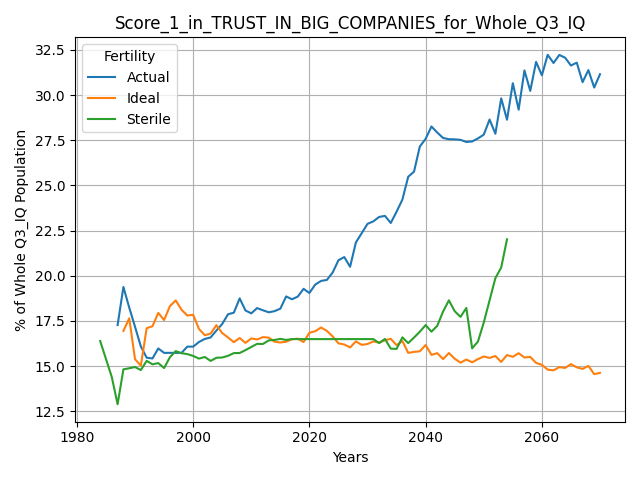 Score_1_in_TRUST_IN_BIG_COMPANIES_for_Whole_Q3_IQ
Fertility
Actual
Ideal
Sterile
% of Whole Q3_IQ Population
32.5
30.0
27.5
25.0
22.5
20.0
17.5
15.0
12.5
1980 2000 2020 2040 2060
Years